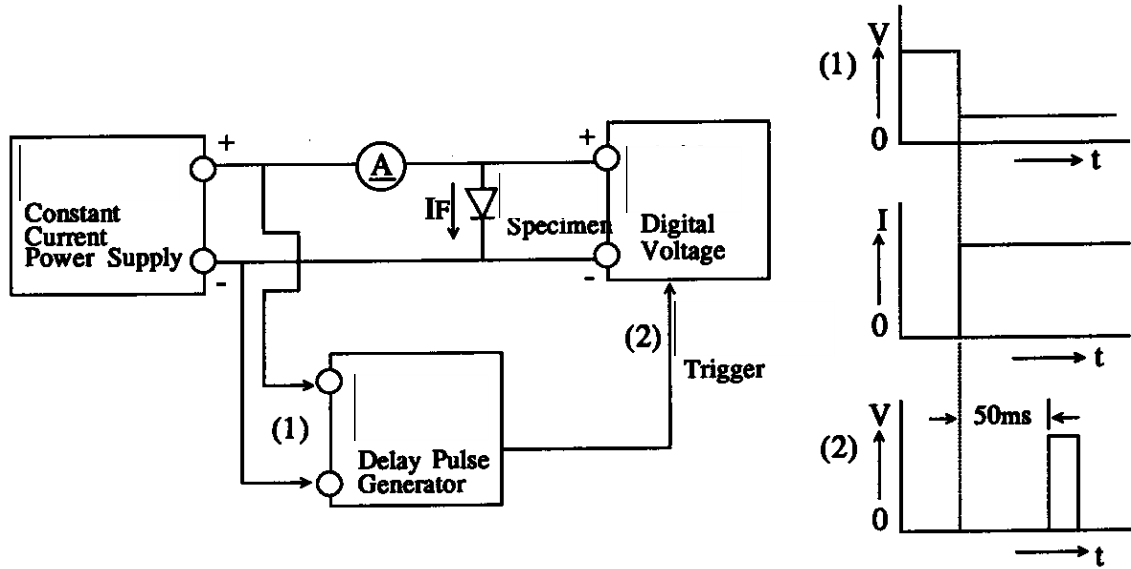 +
Constant
Current
Power Supply
-
A
IF
Specimen
+
Digital
Voltage
-
(2)
Trigger
(1)
Delay Pulse
Generator
V
(1)
0
t
I
0
t
V
50ms
(2)
0
t